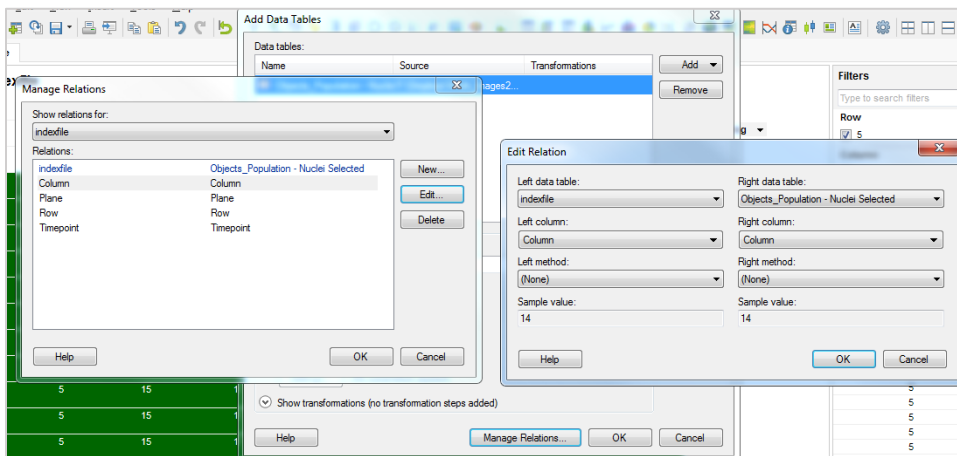 Add Data Tables
Data tables:
Name Source Transformations
Add
Remove
Manage Relations
Show relations for:
indexfile
Relations:
indexfile Objects_Population - Nuclei Selected
Column Column
Plane Plane
Row Row
Timepoint Timepoint
New...
Edit...
Delete
Help OK Cancel
Edit Relation
Left data table: Right data table:
indexfile Objects_Population - Nuclei Selected
Left column: Right column:
Column Column
Left method: Right method:
(None) (None)
Sample value: Sample value:
14 14
Help OK Cancel
Filters
Type to search filters
Row
5
5 15 1
5 15 1
5 15 1
Show transformations (no transformation steps added)
Help Manage Relations... OK Cancel
5
5
5
5
5